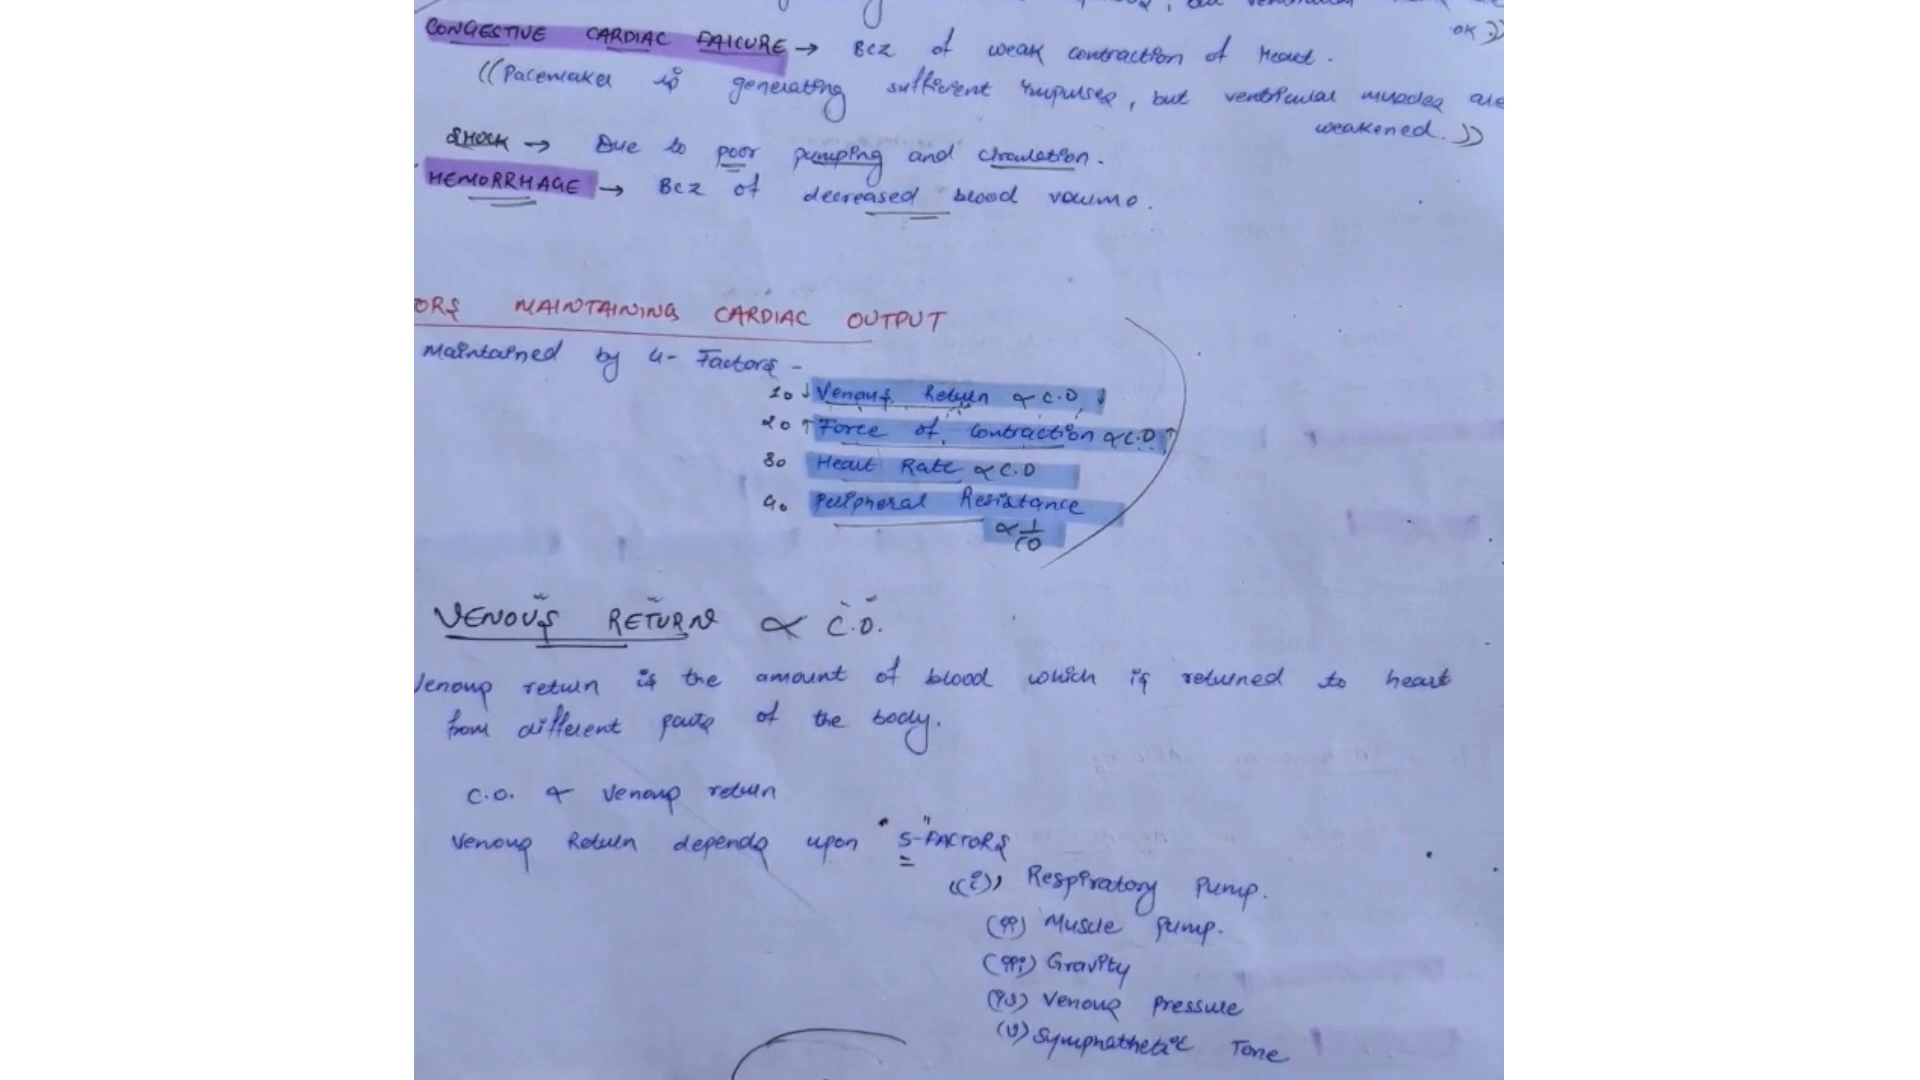 OK ))
CONGESTIVE CARDIAC FAILURE → Bcz of weak contraction of Heart.
((Pacemaker is generating sufficient impulses, but ventricular muscles are
weakened. ))
SHOCK → Due to poor pumping and circulation.
HEMORRHAGE → Bcz of decreased blood volume.
ORS MAINTAINING CARDIAC OUTPUT
Maintained by 4- Factors -
1. ↓ Venous Return ∝ C.O ↓
2. ↑ Force of Contraction ∝ C.O ↑
3. Heart Rate ∝ C.O
4. Peripheral Resistance
∝ 1/CO
VENOUS RETURN ∝ C.O.
Venous return is the amount of blood which is returned to heart
from different parts of the body.
C.O. ∝ Venous return
Venous Return depends upon "5-FACTORS"
((i)) Respiratory Pump.
(ii) Muscle Pump.
(iii) Gravity
(iv) Venous Pressure
(v) Symphathetic Tone